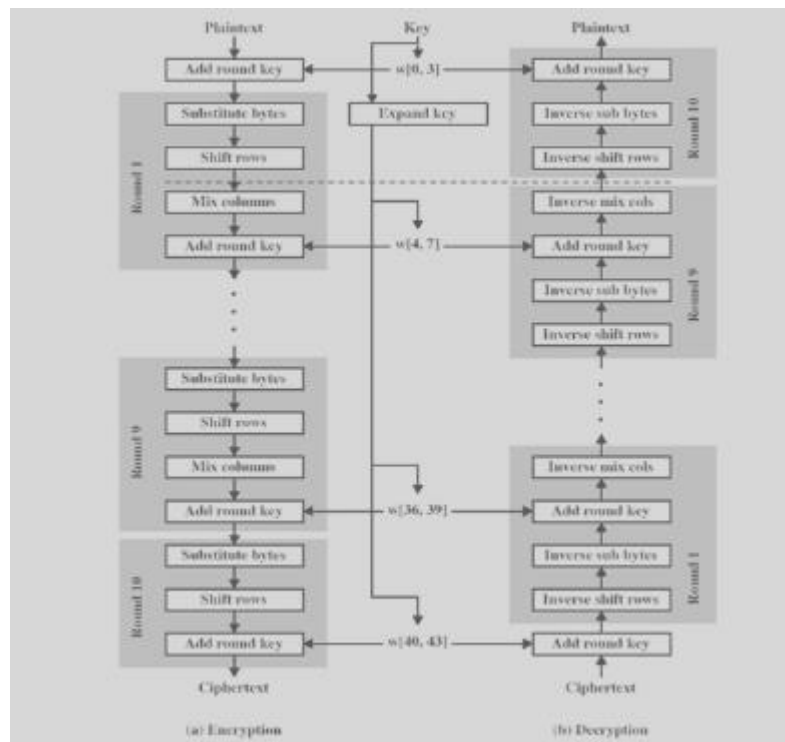 Plaintext
Key
Plaintext
Add round key
w[0, 3]
Add round key
Substitute bytes
Expand key
Inverse sub bytes
Shift rows
Inverse shift rows
Round 1
Round 10
Mix columns
Inverse mix cols
Add round key
w[4, 7]
Add round key
Inverse sub bytes
Inverse shift rows
Round 9
Substitute bytes
Shift rows
Mix columns
Inverse mix cols
Round 9
Add round key
w[36, 39]
Add round key
Substitute bytes
Inverse sub bytes
Shift rows
Inverse shift rows
Round 10
Round 1
Add round key
w[40, 43]
Add round key
Ciphertext
Ciphertext
(a) Encryption
(b) Decryption